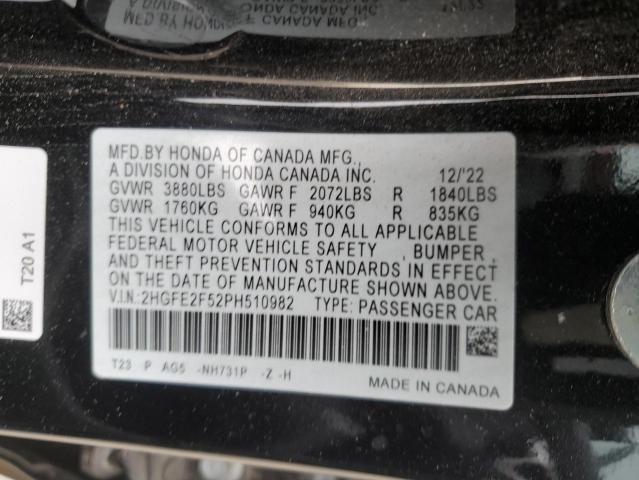 MFD.BY HONDA OF CANADA MFG.,
A DIVISION OF HONDA CANADA INC. 12/'22
GVWR 3880LBS GAWR F 2072LBS R 1840LBS
GVWR 1760KG GAWR F 940KG R 835KG
THIS VEHICLE CONFORMS TO ALL APPLICABLE
FEDERAL MOTOR VEHICLE SAFETY , BUMPER ,
AND THEFT PREVENTION STANDARDS IN EFFECT
ON THE DATE OF MANUFACTURE SHOWN ABOVE.
V.I.N.:2HGFE2F52PH510982 TYPE: PASSENGER CAR
T23 P AG5 -NH731P -Z -H
MADE IN CANADA
T20 A1